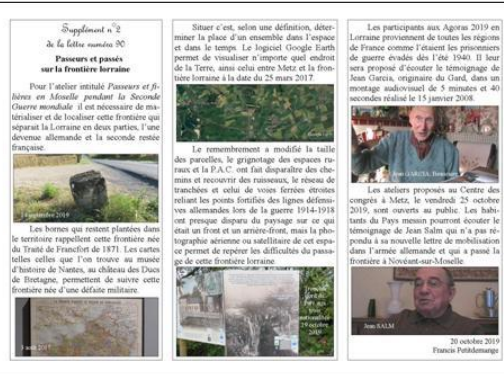 Supplément n°2
de la lettre numéro 90
Passeurs et passés
sur la frontière lorraine
Pour l'atelier intitulé Passeurs et fi-
lières en Moselle pendant la Seconde
Guerre mondiale il est nécessaire de ma-
térialiser et de localiser cette frontière qui
séparait la Lorraine en deux parties, l'une
devenue allemande et la seconde restée
française.
14 septembre 2019
Les bornes qui restent plantées dans
le territoire rappellent cette frontière née
du Traité de Francfort de 1871. Les cartes
telles celles que l'on trouve au musée
d'histoire de Nantes, au château des Ducs
de Bretagne, permettent de suivre cette
frontière née d'une défaite militaire.
3 août 2017
Situer c'est, selon une définition, déter-
miner la place d'un ensemble dans l'espace
et dans le temps. Le logiciel Google Earth
permet de visualiser n'importe quel endroit
de la Terre, ainsi celui entre Metz et la fron-
tière lorraine à la date du 25 mars 2017.
Le remembrement a modifié la taille
des parcelles, le grignotage des espaces ru-
raux et la P.A.C. ont fait disparaître des che-
mins et recouvrir des ruisseaux, le réseau de
tranchées et celui de voies ferrées étroites
reliant les points fortifiés des lignes défensi-
ves allemandes lors de la guerre 1914-1918
ont presque disparu du paysage sur ce qui
était un front et un arrière-front, mais la pho-
tographie aérienne ou satellitaire de cet espa-
ce permet de repérer les difficultés du passa-
ge de cette frontière lorraine.
19 octobre
2019
Les participants aux Agoras 2019 en
Lorraine proviennent de toutes les régions
de France comme l'étaient les prisonniers
de guerre évadés dès l'été 1940. Il leur
sera proposé d'écouter le témoignage de
Jean Garcia, originaire du Gard, dans un
montage audiovisuel de 5 minutes et 40
secondes réalisé le 15 janvier 2008.
Jean GARCIA,
Les ateliers proposés au Centre des
congrès à Metz, le vendredi 25 octobre
2019, sont ouverts au public. Les habi-
tants du Pays messin pourront écouter le
témoignage de Jean Salm qui n'a pas ré-
pondu à sa nouvelle lettre de mobilisation
dans l'armée allemande et qui a passé la
frontière à Novéant-sur-Moselle.
Jean SALM
20 octobre 2019
Francis Petitdemange